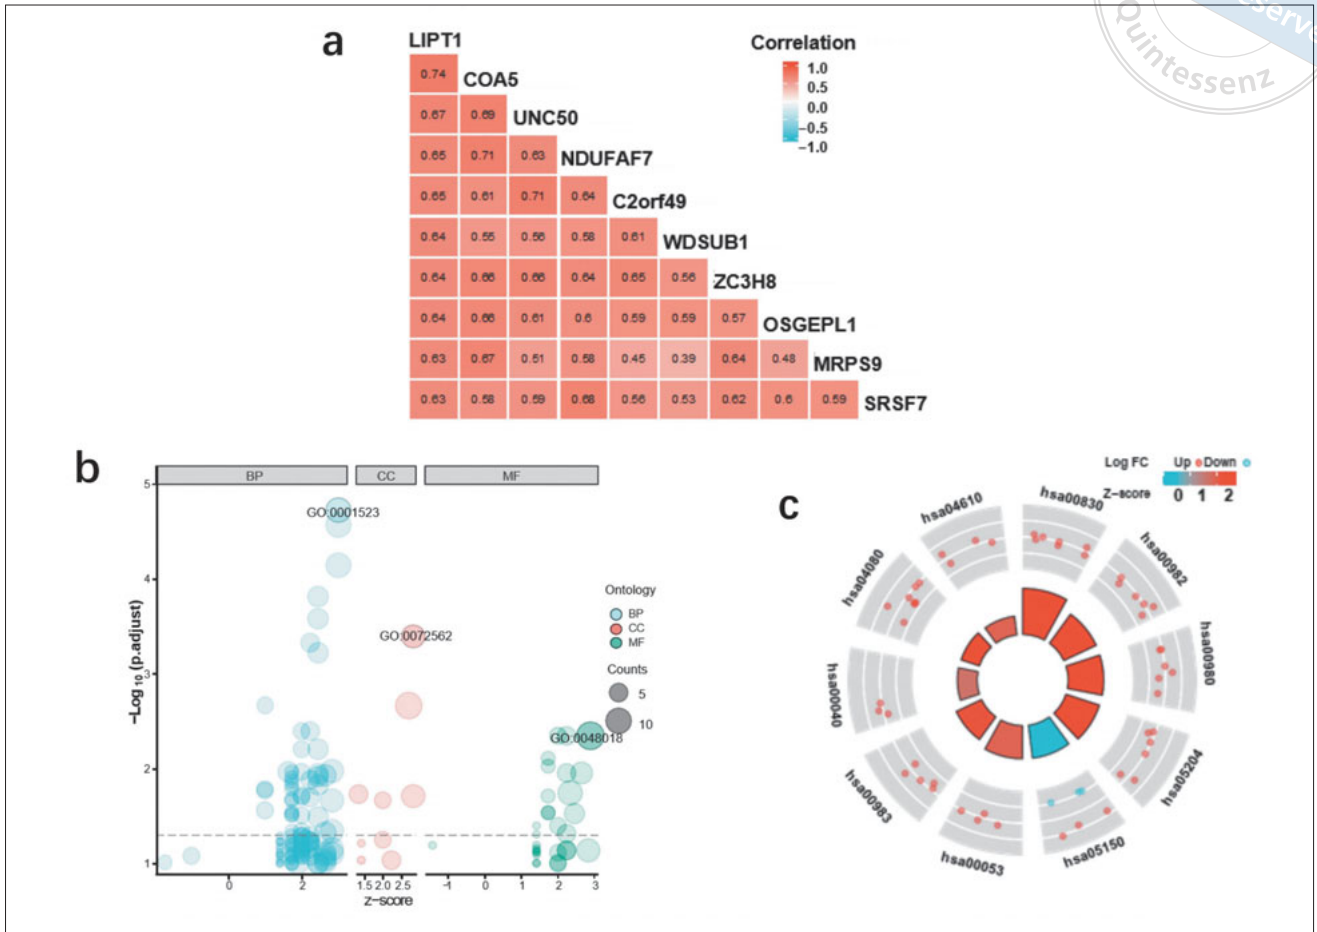 eserve
Quintessenz
a
LIPT1
Correlation
0.74 COA5
1.0
0.5
0.0
-0.5
-1.0
0.67 0.69 UNC50
0.65 0.71 0.63 NDUFAF7
0.65 0.61 0.71 0.64 C2orf49
0.64 0.55 0.56 0.58 0.61 WDSUB1
0.64 0.66 0.66 0.64 0.65 0.56 ZC3H8
0.64 0.66 0.61 0.6 0.59 0.59 0.57 OSGEPL1
0.63 0.67 0.51 0.58 0.45 0.39 0.64 0.48 MRPS9
0.63 0.58 0.59 0.68 0.56 0.53 0.62 0.6 0.59 SRSF7
b
BP CC MF
5
4
3
2
1
-Log 10 (p.adjust)
GO:0001523
GO:0072562
GO:0048018
0 2
1.5 2.0 2.5
-1 0 1 2 3
z-score
Ontology
BP
CC
MF
Counts
5
10
c
Log FC Up Down
Z-score 0 1 2
hsa00830
hsa00982
hsa00980
hsa05204
hsa05150
hsa00053
hsa00983
hsa00040
hsa04080
hsa04610